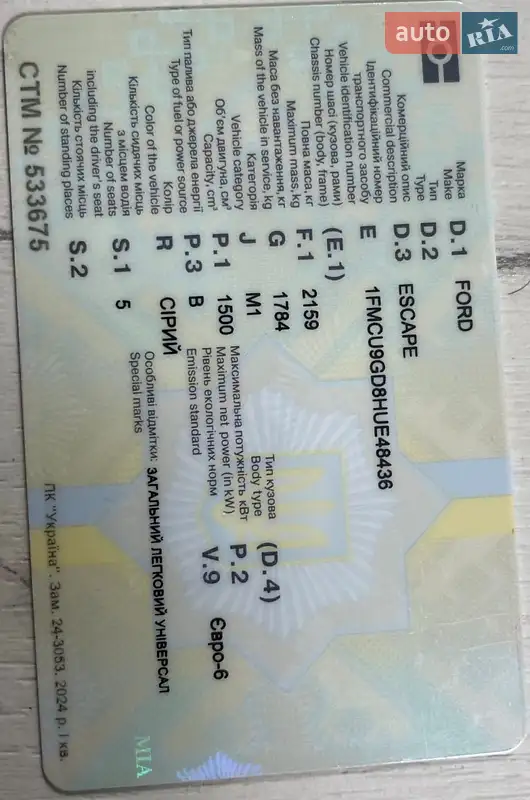 auto RIA.com
Марка
Make
D.1 FORD
Тип
Type
D.2
Комерційний опис
Commercial description
D.3 ESCAPE
Ідентифікаційний номер
транспортного засобу
Vehicle identification number
E 1FMCU9GD8HUE48436
Номер шасі (кузова, рами)
Chassis number (body, frame)
(E.1)
Повна маса, кг
Maximum mass, kg
F.1 2159
Маса без навантаження, кг
Mass of the vehicle in service, kg
G 1784
Категорія
Vehicle category
J M1
Тип кузова
Body type
(D.4)
Об'єм двигуна, см³
Capacity, cm³
P.1 1500
Максимальна потужність кВт
Maximum net power (in kW)
P.2
Тип палива або джерела енергії
Type of fuel or power source
P.3 B
Рівень екологічних норм
Emission standard
V.9 Євро-6
Колір
Color of the vehicle
R СІРИЙ
Кількість сидячих місць
з місцем водія
Number of seats
including the driver's seat
S.1 5
Особливі відмітки:
Special marks
ЗАГАЛЬНИЙ ЛЕГКОВИЙ УНІВЕРСАЛ
Кількість стоячих місць
Number of standing places
S.2
СТМ № 533675
ПК "Україна". Зам. 24-3053. 2024 р. І кв.
МІА